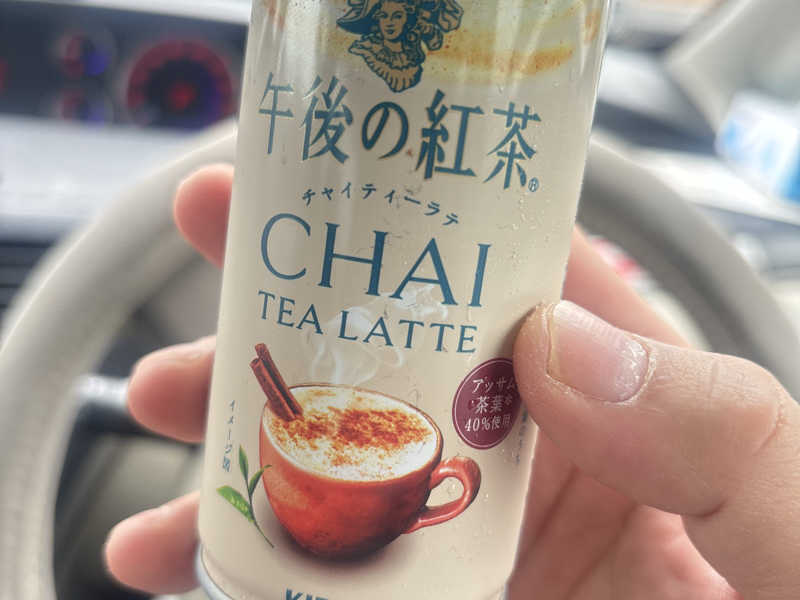 午後の紅茶®
チャイティーラテ
CHAI
TEA LATTE
アッサム
茶葉※
40%使用
イメージ図